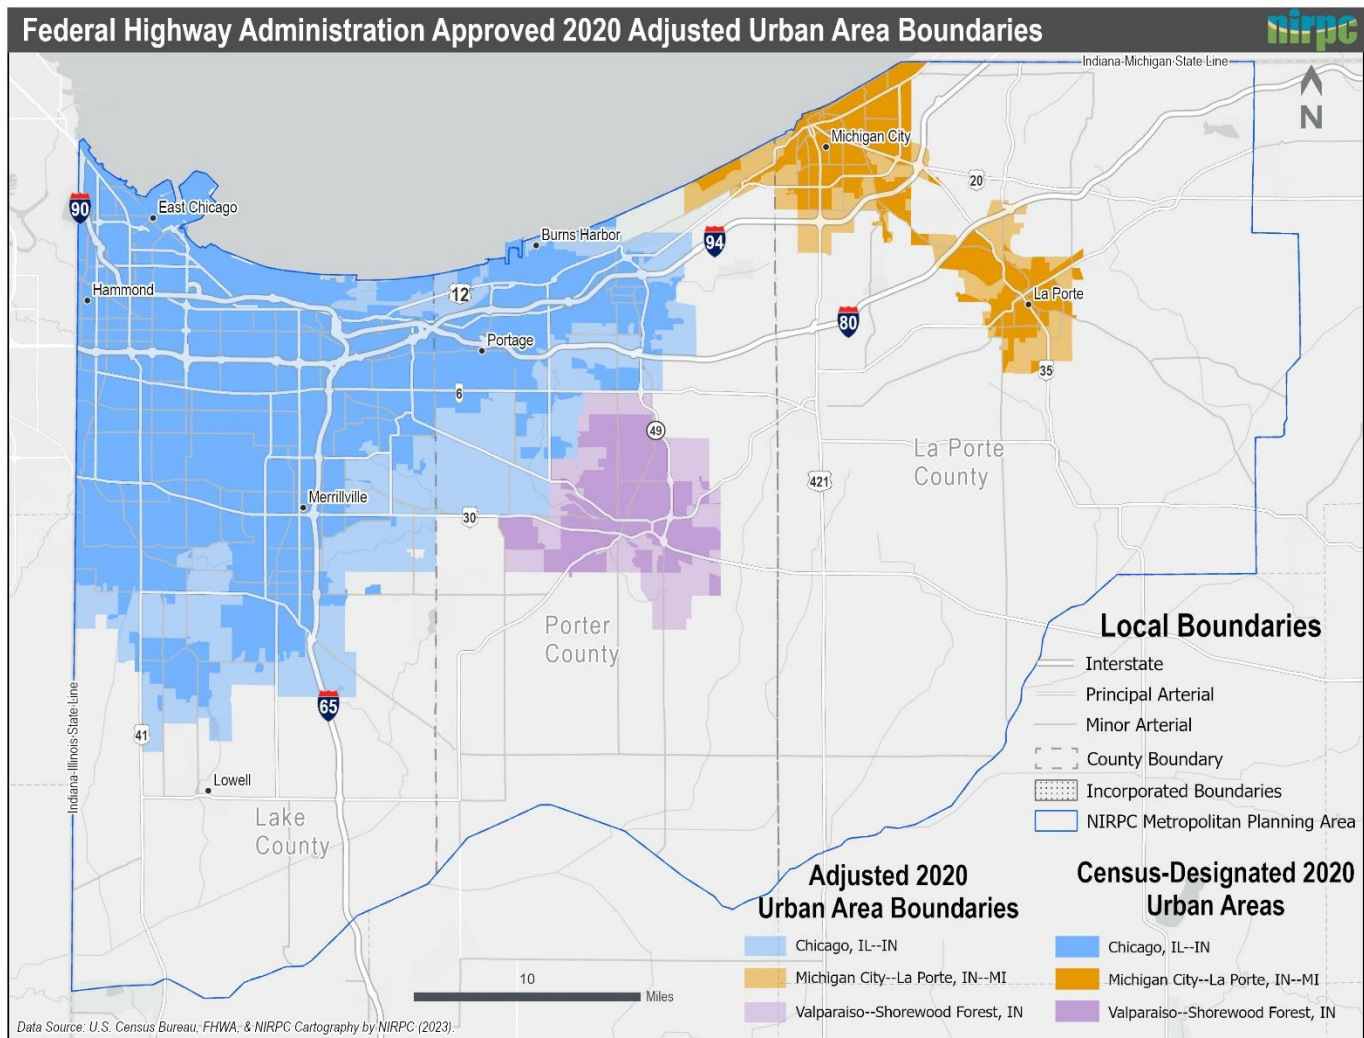 Federal Highway Administration Approved 2020 Adjusted Urban Area Boundaries
nirpc
Indiana-Michigan State Line
N
Michigan City
20
90
East Chicago
Burns Harbor
94
Hammond
12
La Porte
80
Portage
35
6
49
La Porte
County
421
Merrillville
30
Porter
County
65
41
Indiana-Illinois State Line
Lowell
Lake
County
Local Boundaries
Interstate
Principal Arterial
Minor Arterial
County Boundary
Incorporated Boundaries
NIRPC Metropolitan Planning Area
Adjusted 2020
Urban Area Boundaries
Chicago, IL--IN
Michigan City--La Porte, IN--MI
Valparaiso--Shorewood Forest, IN
Census-Designated 2020
Urban Areas
Chicago, IL--IN
Michigan City--La Porte, IN--MI
Valparaiso--Shorewood Forest, IN
10
Miles
Data Source: U.S. Census Bureau, FHWA, & NIRPC Cartography by NIRPC (2023).